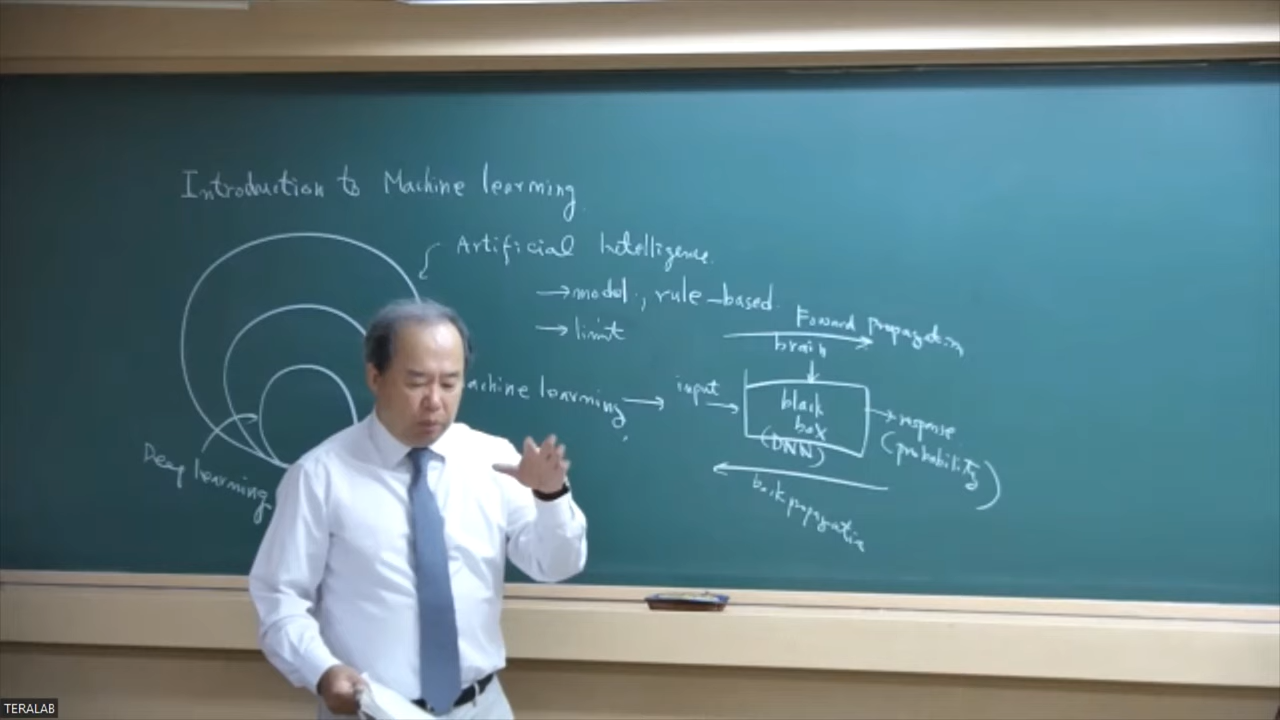 Introduction to Machine learning.
Artificial Intelligence.
→ model, rule-based
→ limit
Forward propagation
brain
achine learning → input → black
box
(DNN)
→ response
(probability)
Deep learning
back propagation
TERALAB